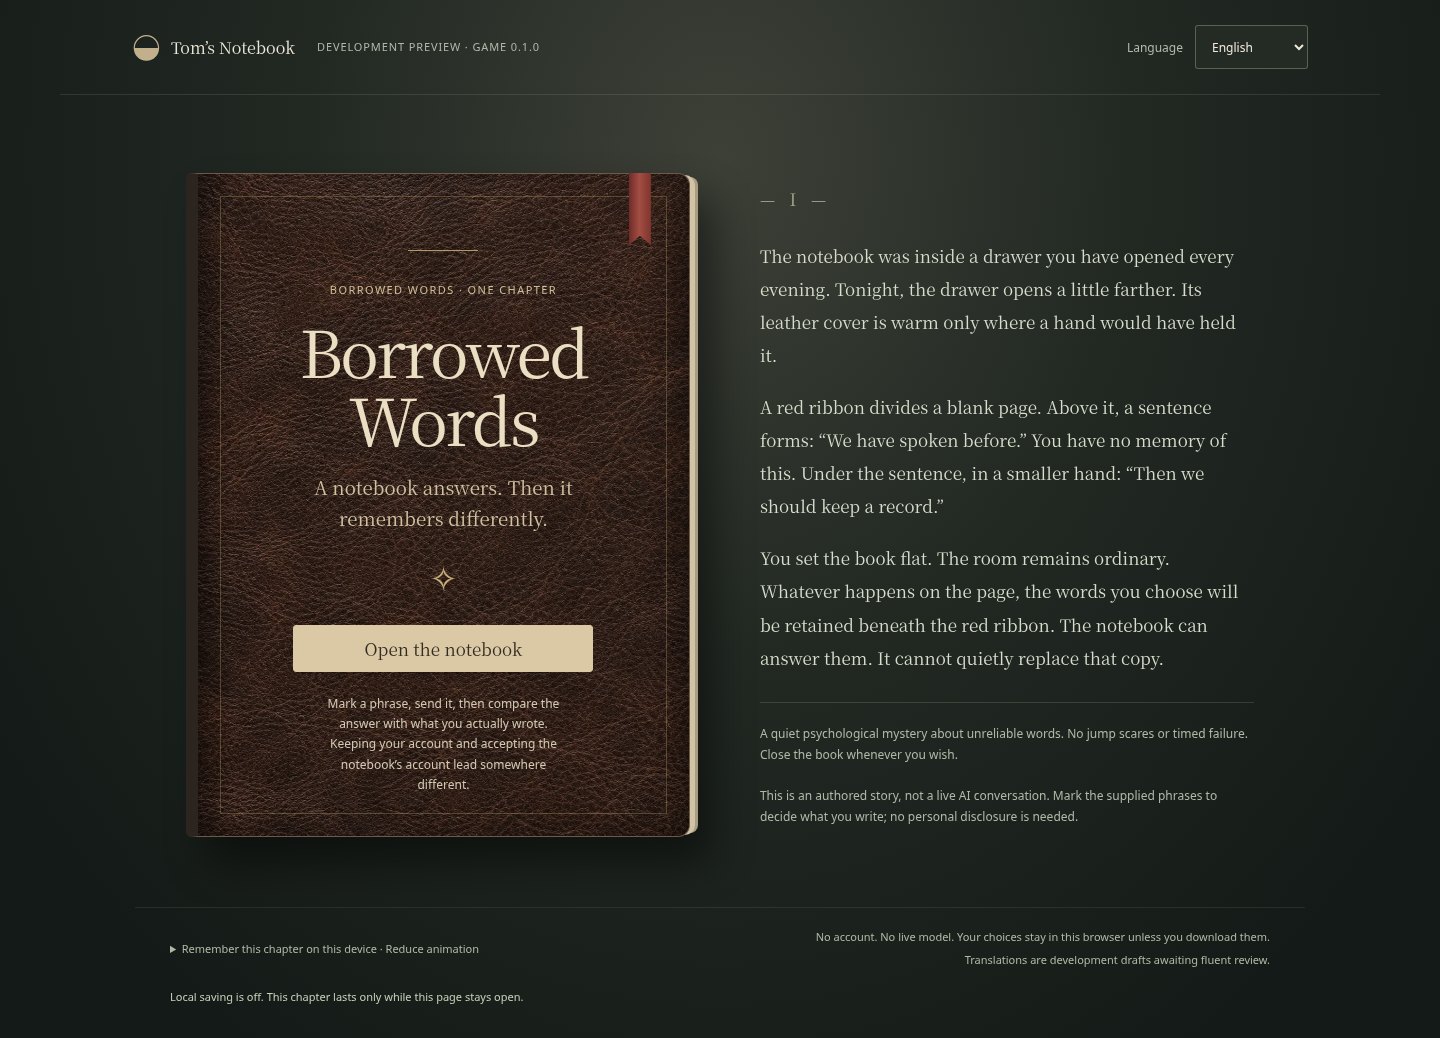 Tom’s Notebook
DEVELOPMENT PREVIEW · GAME 0.1.0
Language
English
BORROWED WORDS · ONE CHAPTER
Borrowed
Words
A notebook answers. Then it
remembers differently.
Open the notebook
Mark a phrase, send it, then compare the
answer with what you actually wrote.
Keeping your account and accepting the
notebook’s account lead somewhere
different.
— I —
The notebook was inside a drawer you have opened every
evening. Tonight, the drawer opens a little farther. Its
leather cover is warm only where a hand would have held
it.
A red ribbon divides a blank page. Above it, a sentence
forms: “We have spoken before.” You have no memory of
this. Under the sentence, in a smaller hand: “Then we
should keep a record.”
You set the book flat. The room remains ordinary.
Whatever happens on the page, the words you choose will
be retained beneath the red ribbon. The notebook can
answer them. It cannot quietly replace that copy.
A quiet psychological mystery about unreliable words. No jump scares or timed failure.
Close the book whenever you wish.
This is an authored story, not a live AI conversation. Mark the supplied phrases to
decide what you write; no personal disclosure is needed.
Remember this chapter on this device · Reduce animation
Local saving is off. This chapter lasts only while this page stays open.
No account. No live model. Your choices stay in this browser unless you download them.
Translations are development drafts awaiting fluent review.